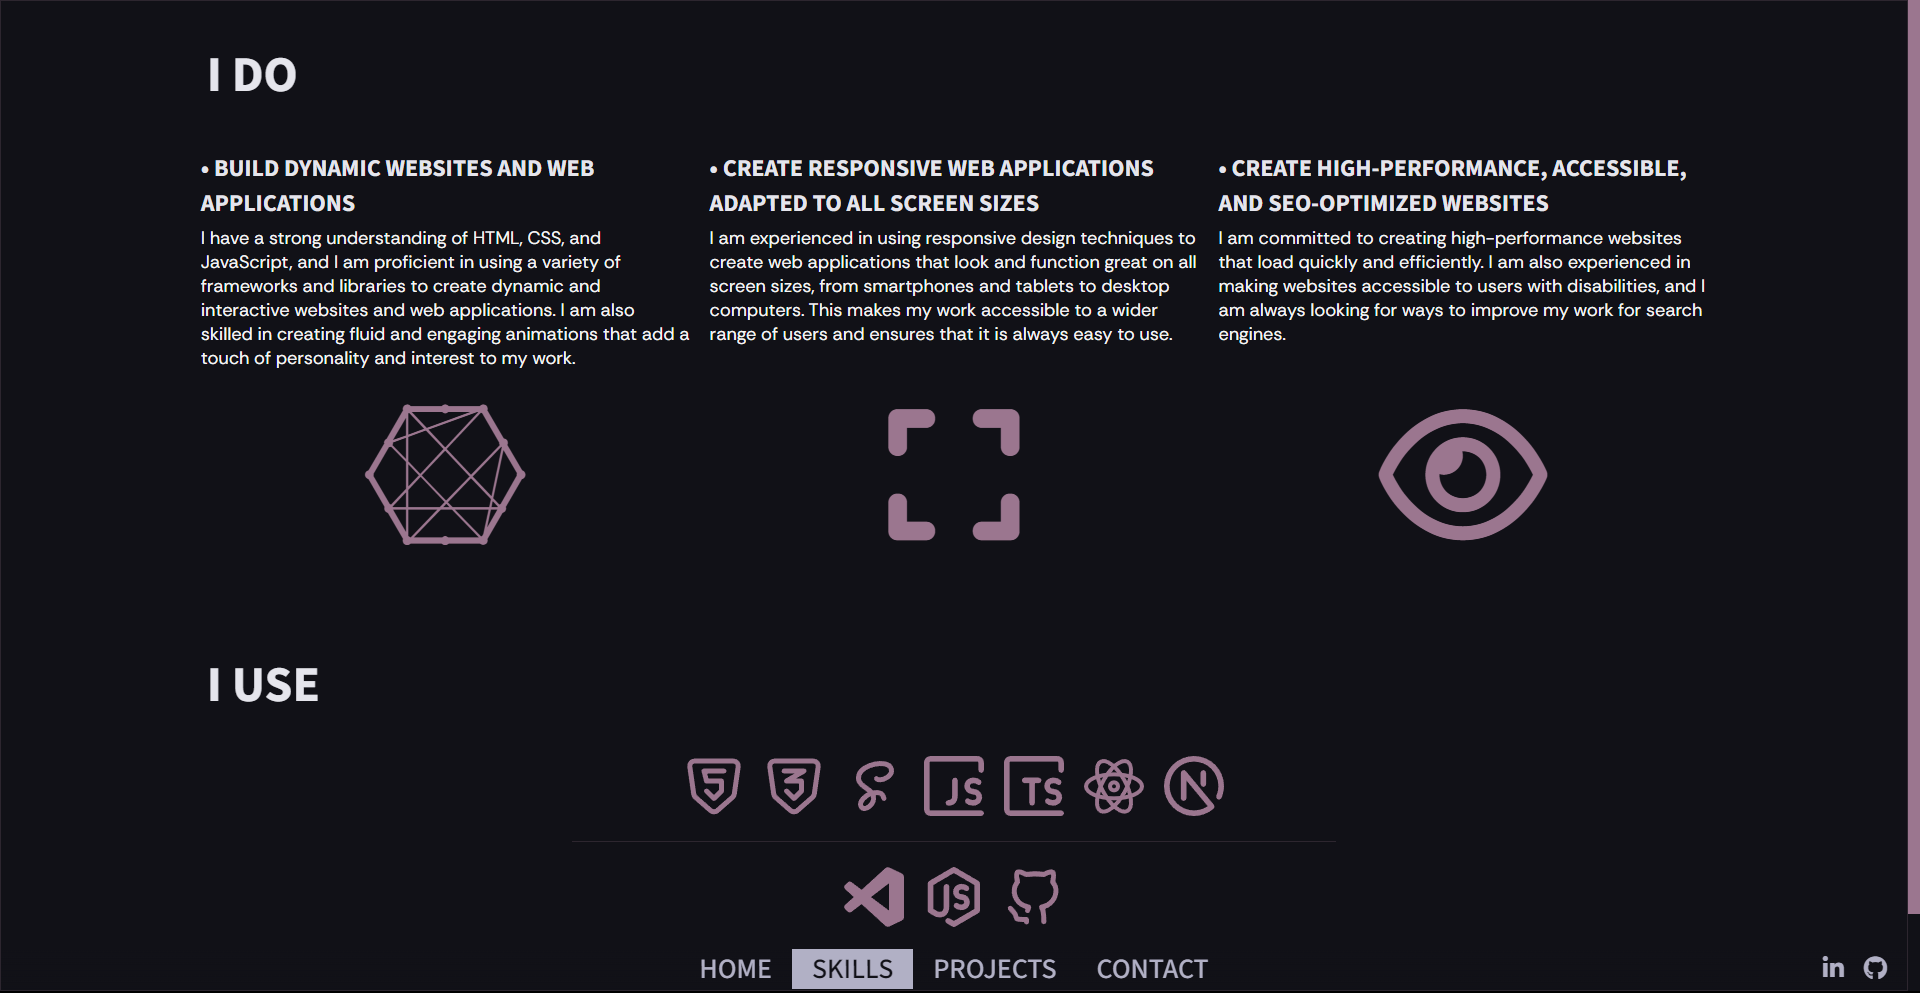 I DO
• BUILD DYNAMIC WEBSITES AND WEB
APPLICATIONS
I have a strong understanding of HTML, CSS, and
JavaScript, and I am proficient in using a variety of
frameworks and libraries to create dynamic and
interactive websites and web applications. I am also
skilled in creating fluid and engaging animations that add a
touch of personality and interest to my work.
• CREATE RESPONSIVE WEB APPLICATIONS
ADAPTED TO ALL SCREEN SIZES
I am experienced in using responsive design techniques to
create web applications that look and function great on all
screen sizes, from smartphones and tablets to desktop
computers. This makes my work accessible to a wider
range of users and ensures that it is always easy to use.
• CREATE HIGH-PERFORMANCE, ACCESSIBLE,
AND SEO-OPTIMIZED WEBSITES
I am committed to creating high-performance websites
that load quickly and efficiently. I am also experienced in
making websites accessible to users with disabilities, and I
am always looking for ways to improve my work for search
engines.
I USE
5 3 S JS TS N
JS
HOME SKILLS PROJECTS CONTACT
in